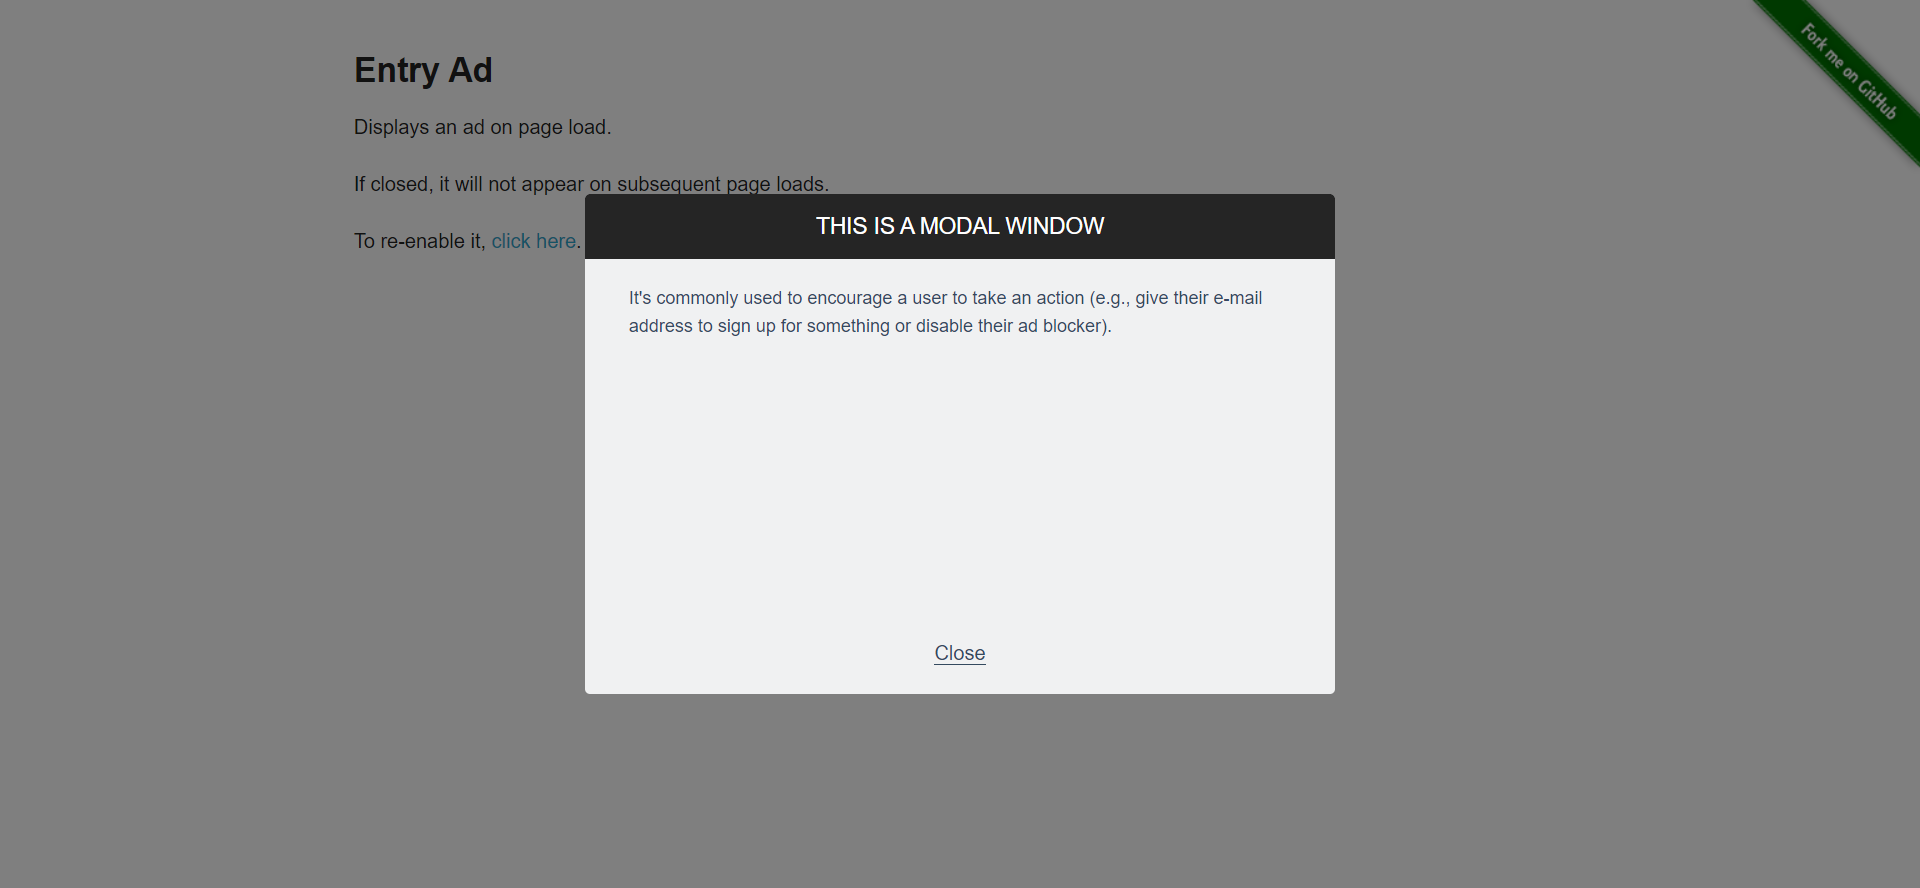 Entry Ad
Displays an ad on page load.
If closed, it will not appear on subsequent page loads.
To re-enable it, click here.
THIS IS A MODAL WINDOW
It's commonly used to encourage a user to take an action (e.g., give their e-mail
address to sign up for something or disable their ad blocker).
Close
Fork me on GitHub